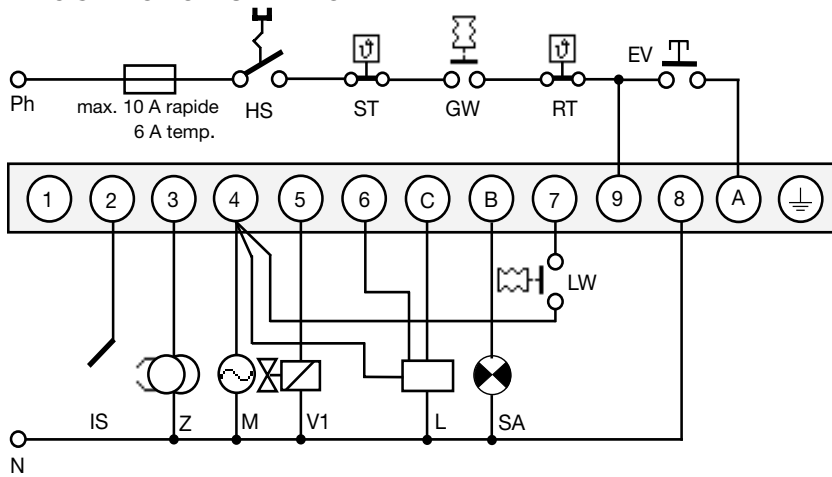 EV
Ph
max. 10 A rapide
6 A temp.
HS
ST
GW
RT
1 2 3 4 5 6 C B 7 9 8 A
LW
IS Z M V1 L SA
N